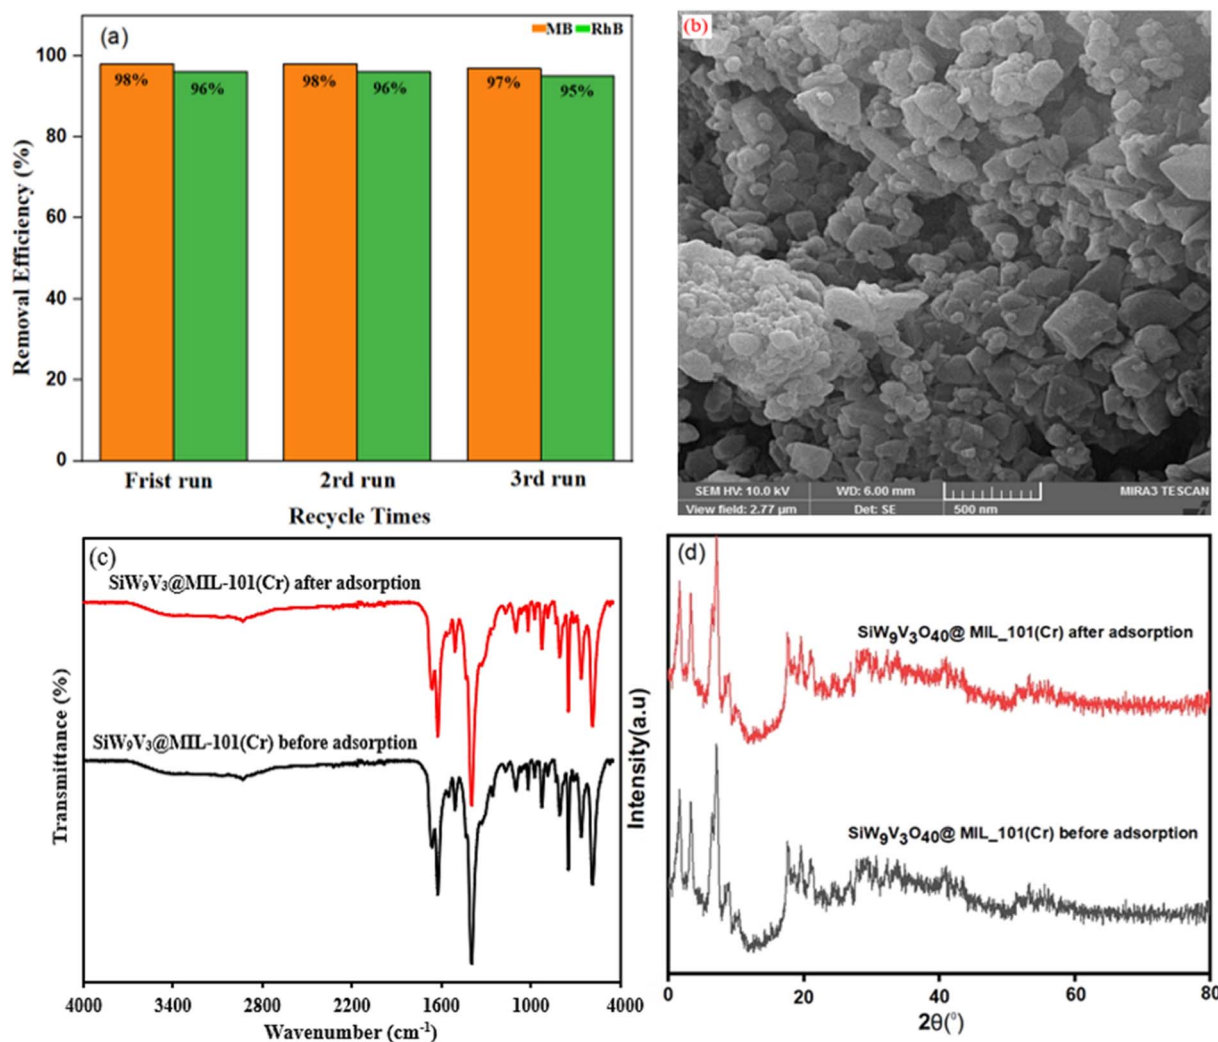 (a)
MB RhB
Removal Efficiency (%)
100
80
60
40
20
0
98%
96%
98%
96%
97%
95%
Frist run
2rd run
3rd run
Recycle Times
(b)
SEM HV: 10.0 kV
WD: 6.00 mm
MIRA3 TESCAN
View field: 2.77 µm
Det: SE
500 nm
(c)
SiW₉V₃@MIL-101(Cr) after adsorption
SiW₉V₃@MIL-101(Cr) before adsorption
Transmittance (%)
4000 3400 2800 2200 1600 1000 4000
Wavenumber (cm⁻¹)
(d)
SiW₉V₃O₄₀@ MIL_101(Cr) after adsorption
SiW₉V₃O₄₀@ MIL_101(Cr) before adsorption
Intensity(a.u)
0 20 40 60 80
2θ(°)